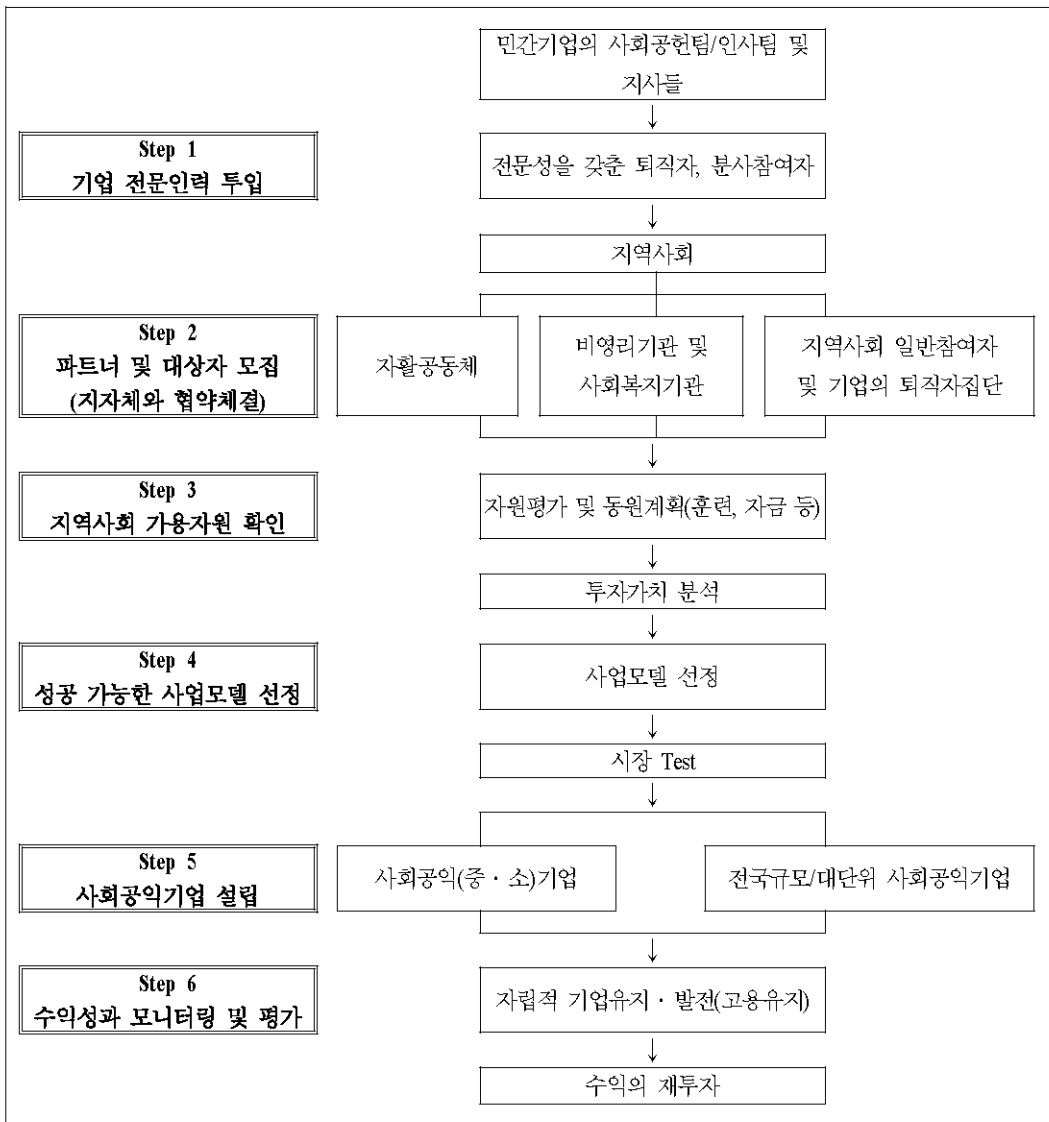 민간기업의 사회공헌팀/인사팀 및
지사들
Step 1
기업 전문인력 투입
전문성을 갖춘 퇴직자, 분사참여자
지역사회
Step 2
파트너 및 대상자 모집
(지자체와 협약체결)
자활공동체
비영리기관 및
사회복지기관
지역사회 일반참여자
및 기업의 퇴직자집단
Step 3
지역사회 가용자원 확인
자원평가 및 동원계획(훈련, 자금 등)
투자가치 분석
Step 4
성공 가능한 사업모델 선정
사업모델 선정
시장 Test
Step 5
사회공익기업 설립
사회공익(중・소)기업
전국규모/대단위 사회공익기업
Step 6
수익성과 모니터링 및 평가
자립적 기업유지・발전(고용유지)
수익의 재투자